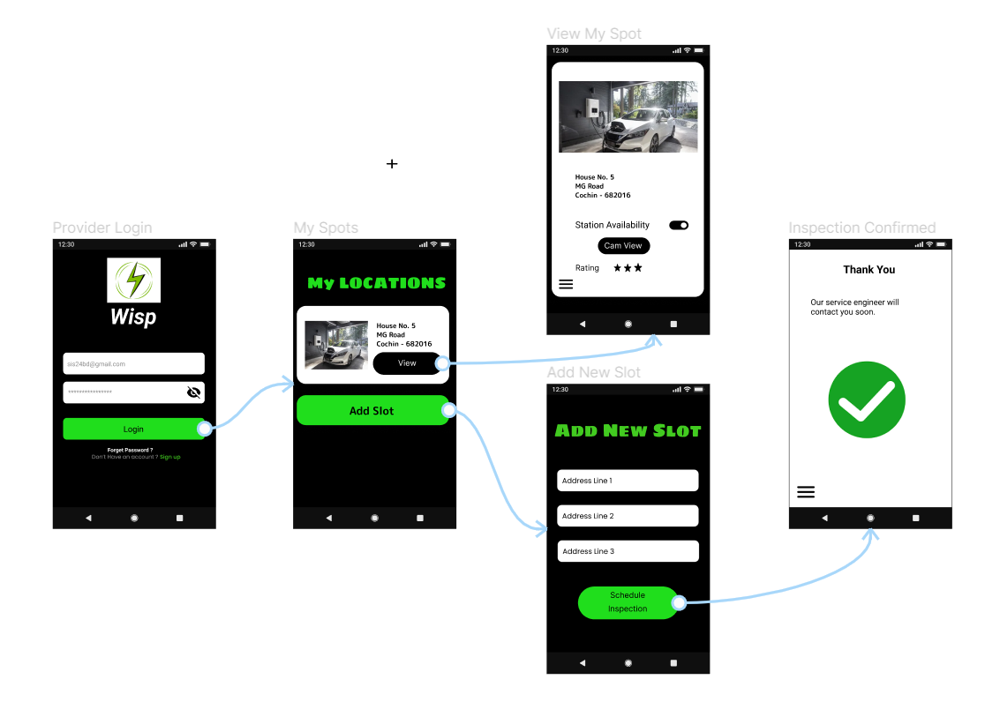 View My Spot
12:30
House No. 5
MG Road
Cochin - 682016
Station Availability
Cam View
Rating
Provider Login
12:30
Wisp
sis24bd@gmail.com
****************
Login
Forget Password ?
Don't Have an account ? Sign up
My Spots
12:30
My LOCATIONS
House No. 5
MG Road
Cochin - 682016
View
Add Slot
Add New Slot
12:30
Add New Slot
Address Line 1
Address Line 2
Address Line 3
Schedule
Inspection
Inspection Confirmed
12:30
Thank You
Our service engineer will
contact you soon.